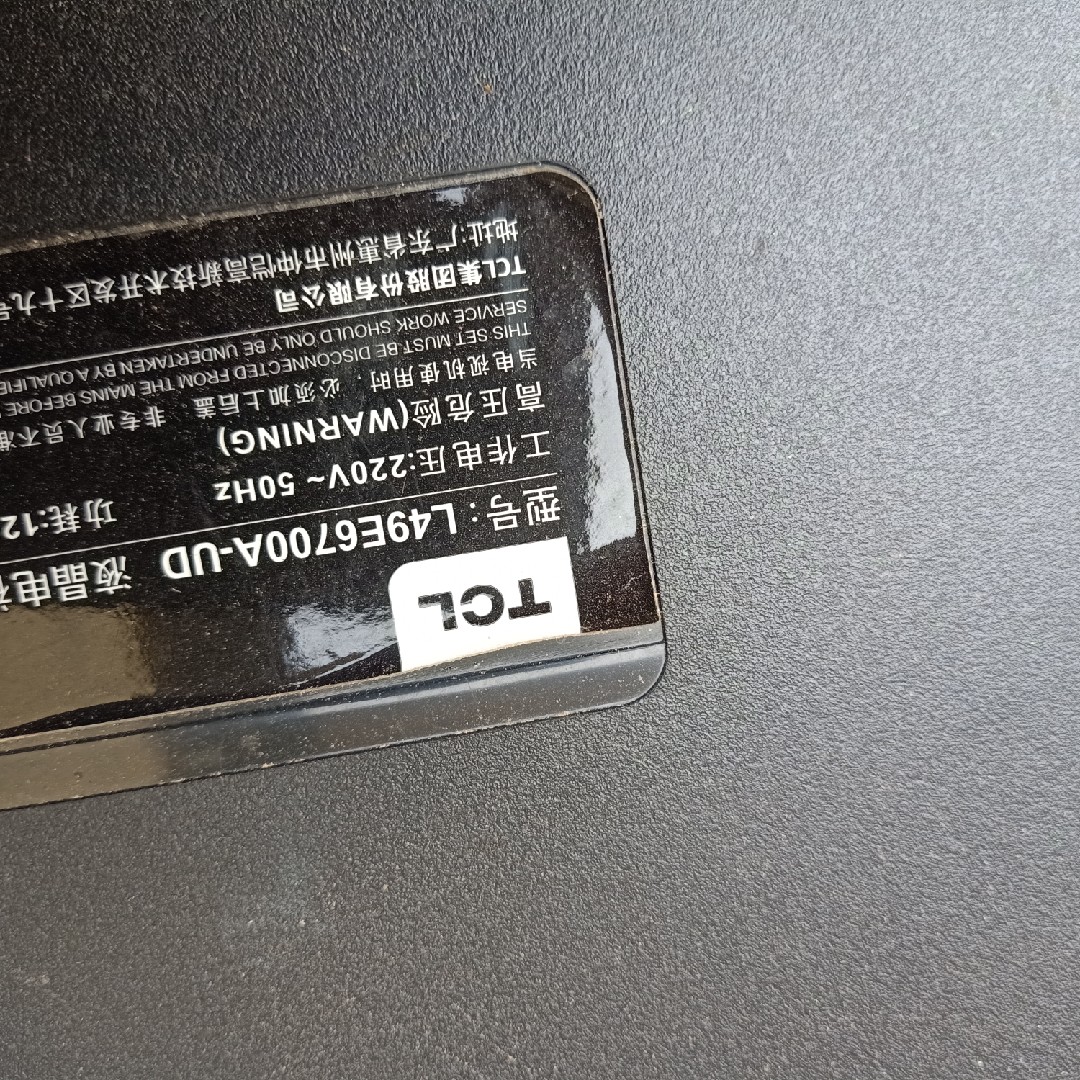 TCL
型号：L49E6700A-UD 液晶电视
工作电压:220V~ 50Hz 功耗:12
高压危险(WARNING)
当电视机使用时，必须加上后盖，非专业人员不准
THIS SET MUST BE DISCONNECTED FROM THE MAINS BEFORE
SERVICE WORK SHOULD ONLY BE UNDERTAKEN BY A QUALIFIE
TCL集团股份有限公司
地址:广东省惠州市仲恺高新技术开发区十九号